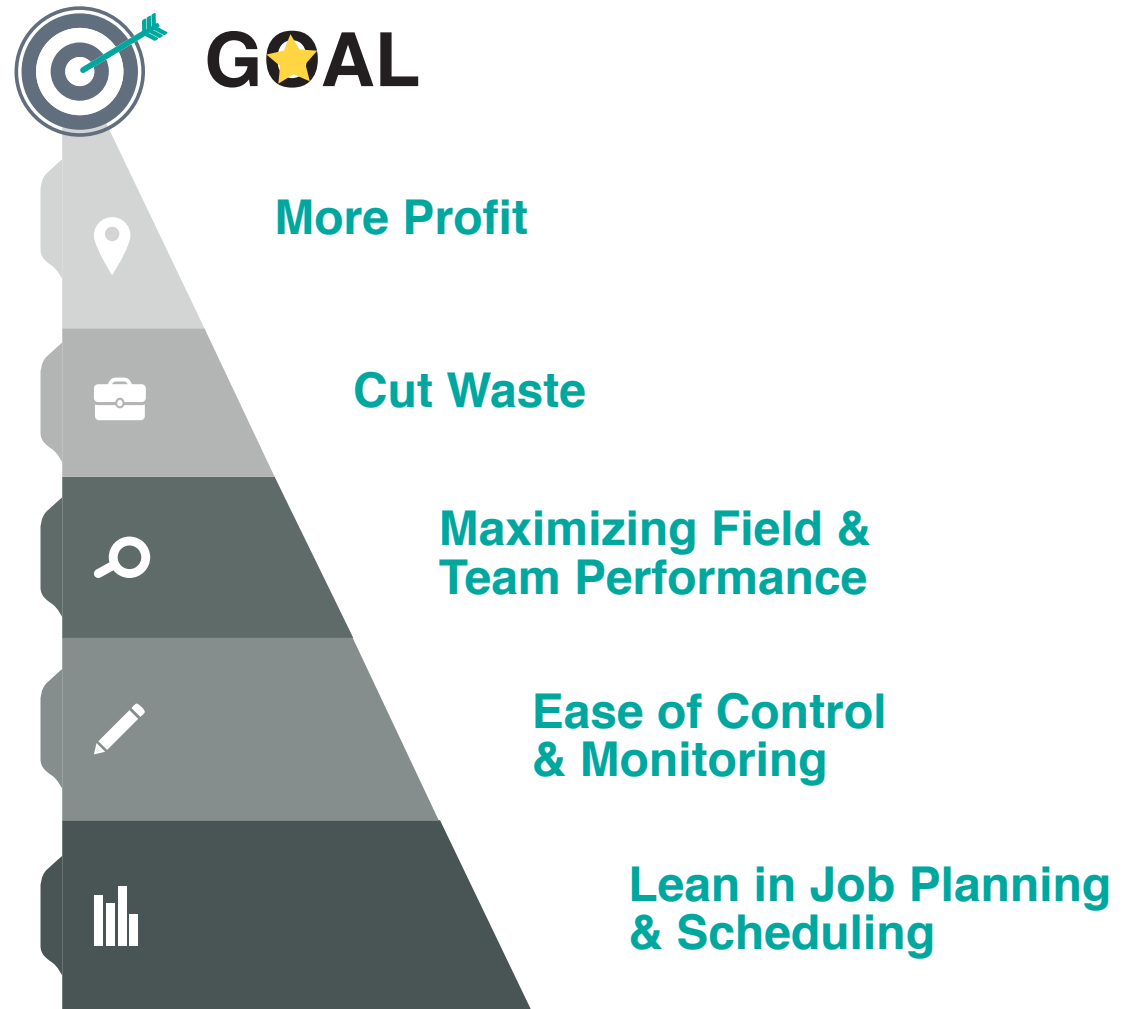 GOAL
More Profit
Cut Waste
Maximizing Field &
Team Performance
Ease of Control
& Monitoring
Lean in Job Planning
& Scheduling